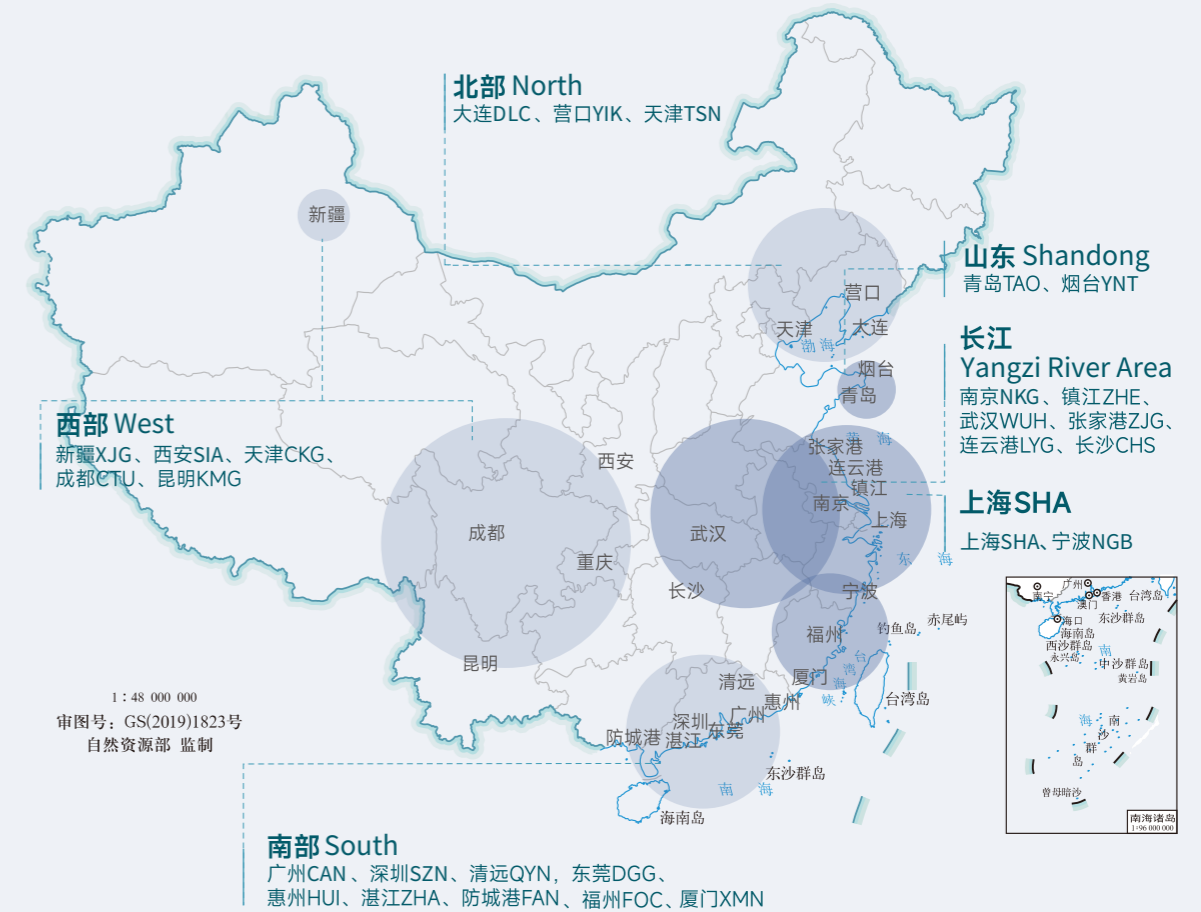 北部 North
大连DLC、营口YIK、天津TSN
新疆
山东 Shandong
青岛TAO、烟台YNT
营口
天津
大连
渤海
长江
Yangzi River Area
南京NKG、镇江ZHE、
武汉WUH、张家港ZJG、
连云港LYG、长沙CHS
烟台
青岛
西部 West
新疆XJG、西安SIA、天津CKG、
成都CTU、昆明KMG
黄海
张家港
西安
连云港
镇江
南京
上海
上海SHA
上海SHA、宁波NGB
成都
武汉
重庆
东海
长沙
宁波
福州
钓鱼岛
赤尾屿
台湾海峡
昆明
清远
厦门
惠州
台湾岛
广州
深圳
东莞
防城港
湛江
东沙群岛
南海
海南岛
1：48 000 000
审图号：GS(2019)1823号
自然资源部 监制
广州
南宁
香港
台湾岛
澳门
海口
东沙群岛
海南岛
西沙群岛
永兴岛
南
中沙群岛
黄岩岛
海
南沙群岛
曾母暗沙
南海诸岛
1:96 000 000
南部 South
广州CAN、深圳SZN、清远QYN，东莞DGG、
惠州HUI、湛江ZHA、防城港FAN、福州FOC、厦门XMN